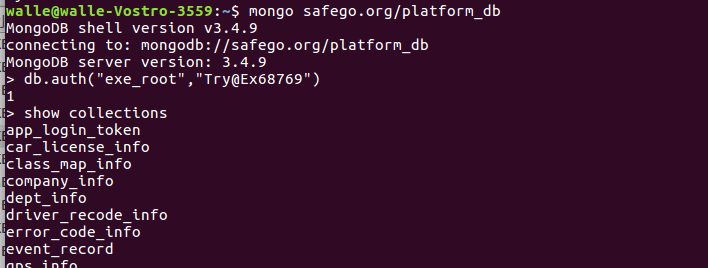 walle@walle-Vostro-3559:~$ mongo safego.org/platform_db
MongoDB shell version v3.4.9
connecting to: mongodb://safego.org/platform_db
MongoDB server version: 3.4.9
> db.auth("exe_root","Try@Ex68769")
1
> show collections
app_login_token
car_license_info
class_map_info
company_info
dept_info
driver_recode_info
error_code_info
event_record
gps_info